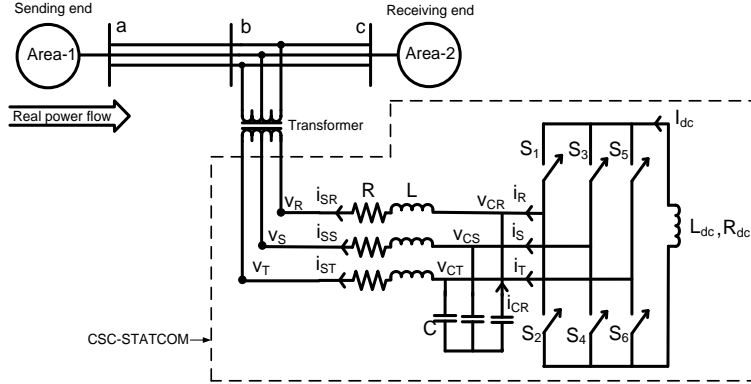 Sending end
Receiving end
a
b
c
Area-1
Area-2
Real power flow
Transformer
I_dc
S_1
S_3
S_5
R
L
v_R
i_SR
v_CR
i_R
v_S
i_SS
v_CS
i_S
L_dc, R_dc
v_T
i_ST
v_CT
i_T
i_CR
C
CSC-STATCOM
S_2
S_4
S_6